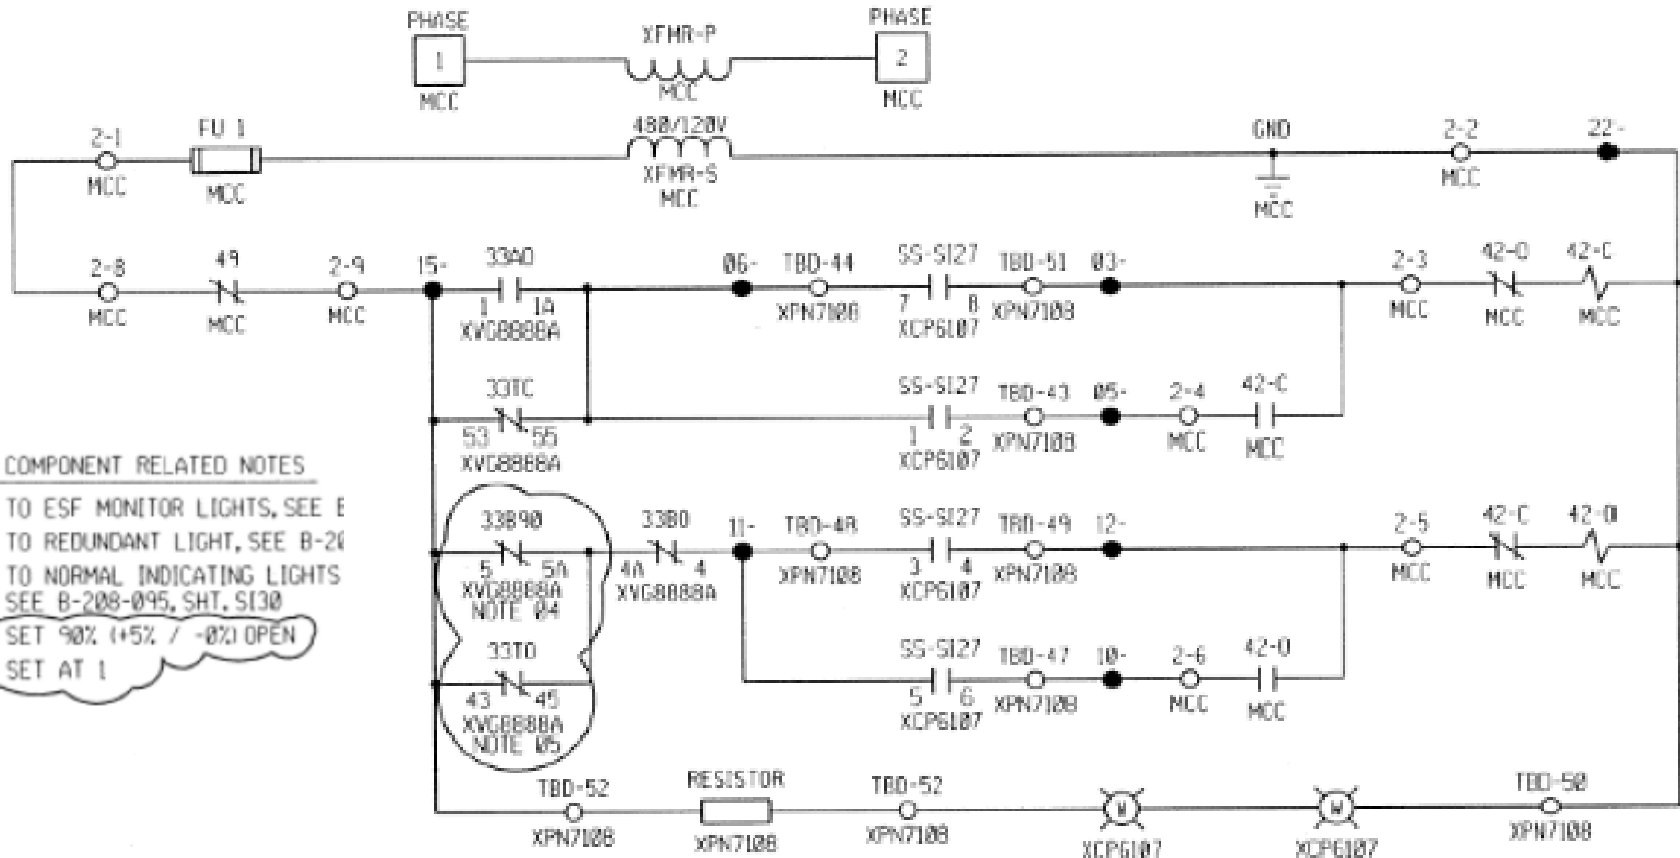 PHASE
PHASE
XFMR-P
1
2
MCC
MCC
MCC
480/120V
FU 1
GND
2-1
2-2
22-
MCC
MCC
XFMR-S
MCC
MCC
MCC
2-8
49
2-9
15-
33AO
06-
TBD-44
SS-SI27
TBD-51
03-
2-3
42-O
42-C
1
1A
7
8
MCC
MCC
MCC
XVG8888A
XPN7108
XCP6107
XPN7108
MCC
MCC
MCC
33TC
SS-SI27
TBD-43
05-
2-4
42-C
53
55
1
2
XVG8888A
XCP6107
XPN7108
MCC
MCC
COMPONENT RELATED NOTES
TO ESF MONITOR LIGHTS, SEE B
TO REDUNDANT LIGHT, SEE B-20
TO NORMAL INDICATING LIGHTS
SEE B-208-095, SHT. SI30
SET 90% (+5% / -0%) OPEN
SET AT 1
33B90
33BO
11-
TBD-48
SS-SI27
TBD-49
12-
2-5
42-C
42-O
5
5A
4A
4
3
4
XVG8888A
NOTE 04
XVG8888A
XPN7108
XCP6107
XPN7108
MCC
MCC
MCC
33TO
SS-SI27
TBD-47
10-
2-6
42-O
43
45
5
6
XVG8888A
NOTE 05
XCP6107
XPN7108
MCC
MCC
TBD-52
RESISTOR
TBD-52
W
W
TBD-50
XPN7108
XPN7108
XPN7108
XCP6107
XCP6107
XPN7108